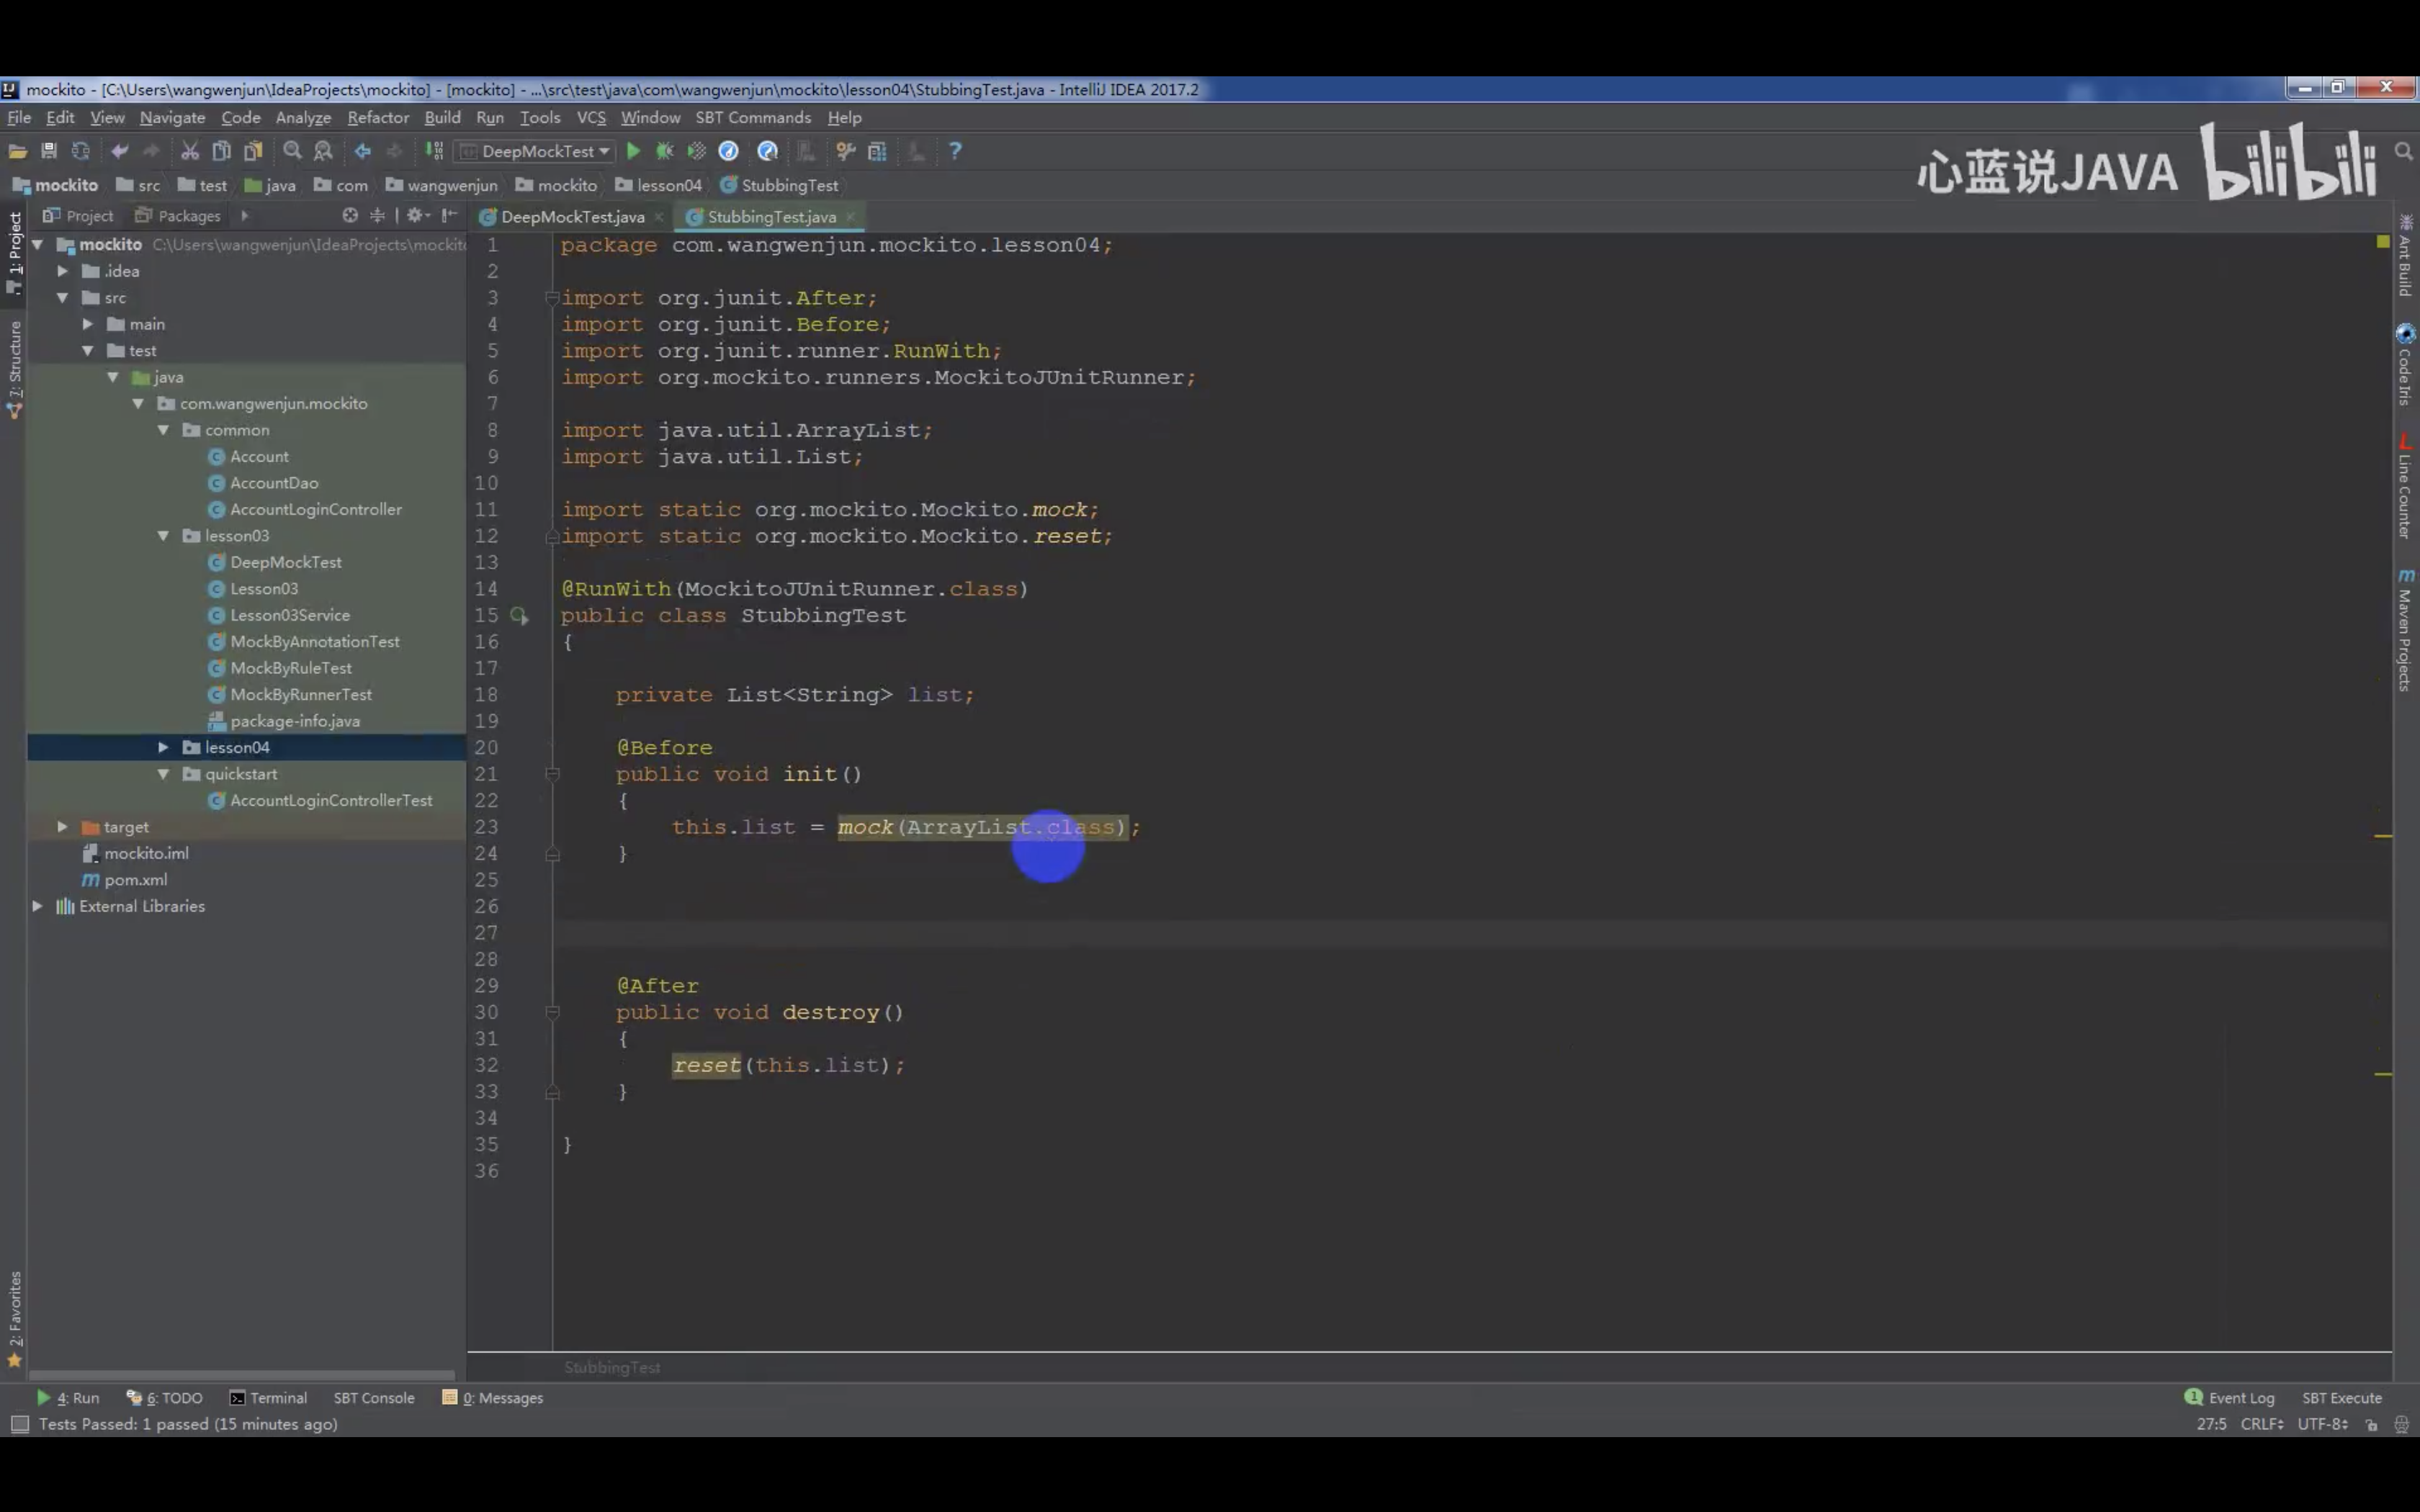 mockito - [C:\Users\wangwenjun\IdeaProjects\mockito] - [mockito] - ...\src\test\java\com\wangwenjun\mockito\lesson04\StubbingTest.java - IntelliJ IDEA 2017.2
File Edit View Navigate Code Analyze Refactor Build Run Tools VCS Window SBT Commands Help
DeepMockTest
心蓝说JAVA bilibili
mockito src test java com wangwenjun mockito lesson04 StubbingTest
Project Packages
DeepMockTest.java StubbingTest.java
1: Project
7: Structure
2: Favorites
mockito C:\Users\wangwenjun\IdeaProjects\mockito
.idea
src
main
test
java
com.wangwenjun.mockito
common
Account
AccountDao
AccountLoginController
lesson03
DeepMockTest
Lesson03
Lesson03Service
MockByAnnotationTest
MockByRuleTest
MockByRunnerTest
package-info.java
lesson04
quickstart
AccountLoginControllerTest
target
mockito.iml
pom.xml
External Libraries
1 package com.wangwenjun.mockito.lesson04;
2
3 import org.junit.After;
4 import org.junit.Before;
5 import org.junit.runner.RunWith;
6 import org.mockito.runners.MockitoJUnitRunner;
7
8 import java.util.ArrayList;
9 import java.util.List;
10
11 import static org.mockito.Mockito.mock;
12 import static org.mockito.Mockito.reset;
13
14 @RunWith(MockitoJUnitRunner.class)
15 public class StubbingTest
16 {
17
18 private List<String> list;
19
20 @Before
21 public void init()
22 {
23 this.list = mock(ArrayList.class);
24 }
25
26
27
28
29 @After
30 public void destroy()
31 {
32 reset(this.list);
33 }
34
35 }
36
StubbingTest
Ant Build
Code Iris
Line Counter
Maven Projects
4: Run 6: TODO Terminal SBT Console 0: Messages
1 Event Log SBT Execute
Tests Passed: 1 passed (15 minutes ago)
27:5 CRLF UTF-8